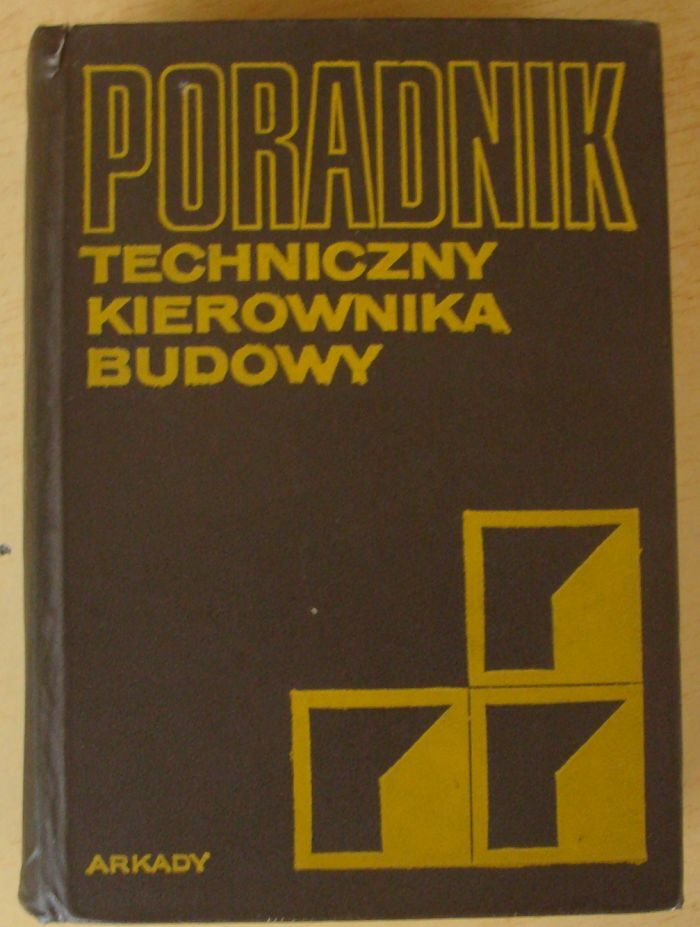 PORADNIK
TECHNICZNY
KIEROWNIKA
BUDOWY
ARKADY